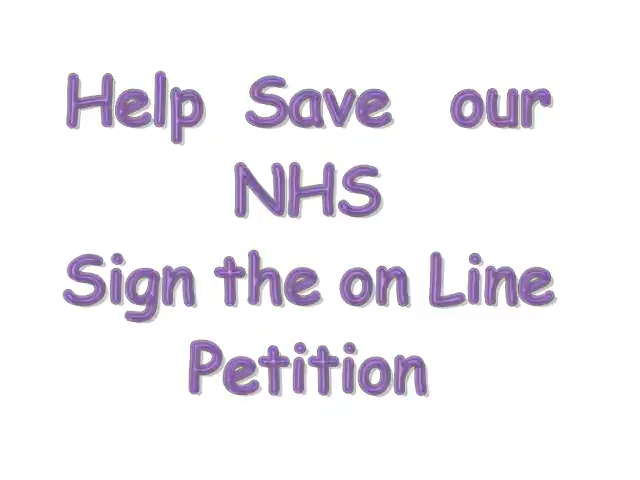 Help Save our
NHS
Sign the on Line
Petition